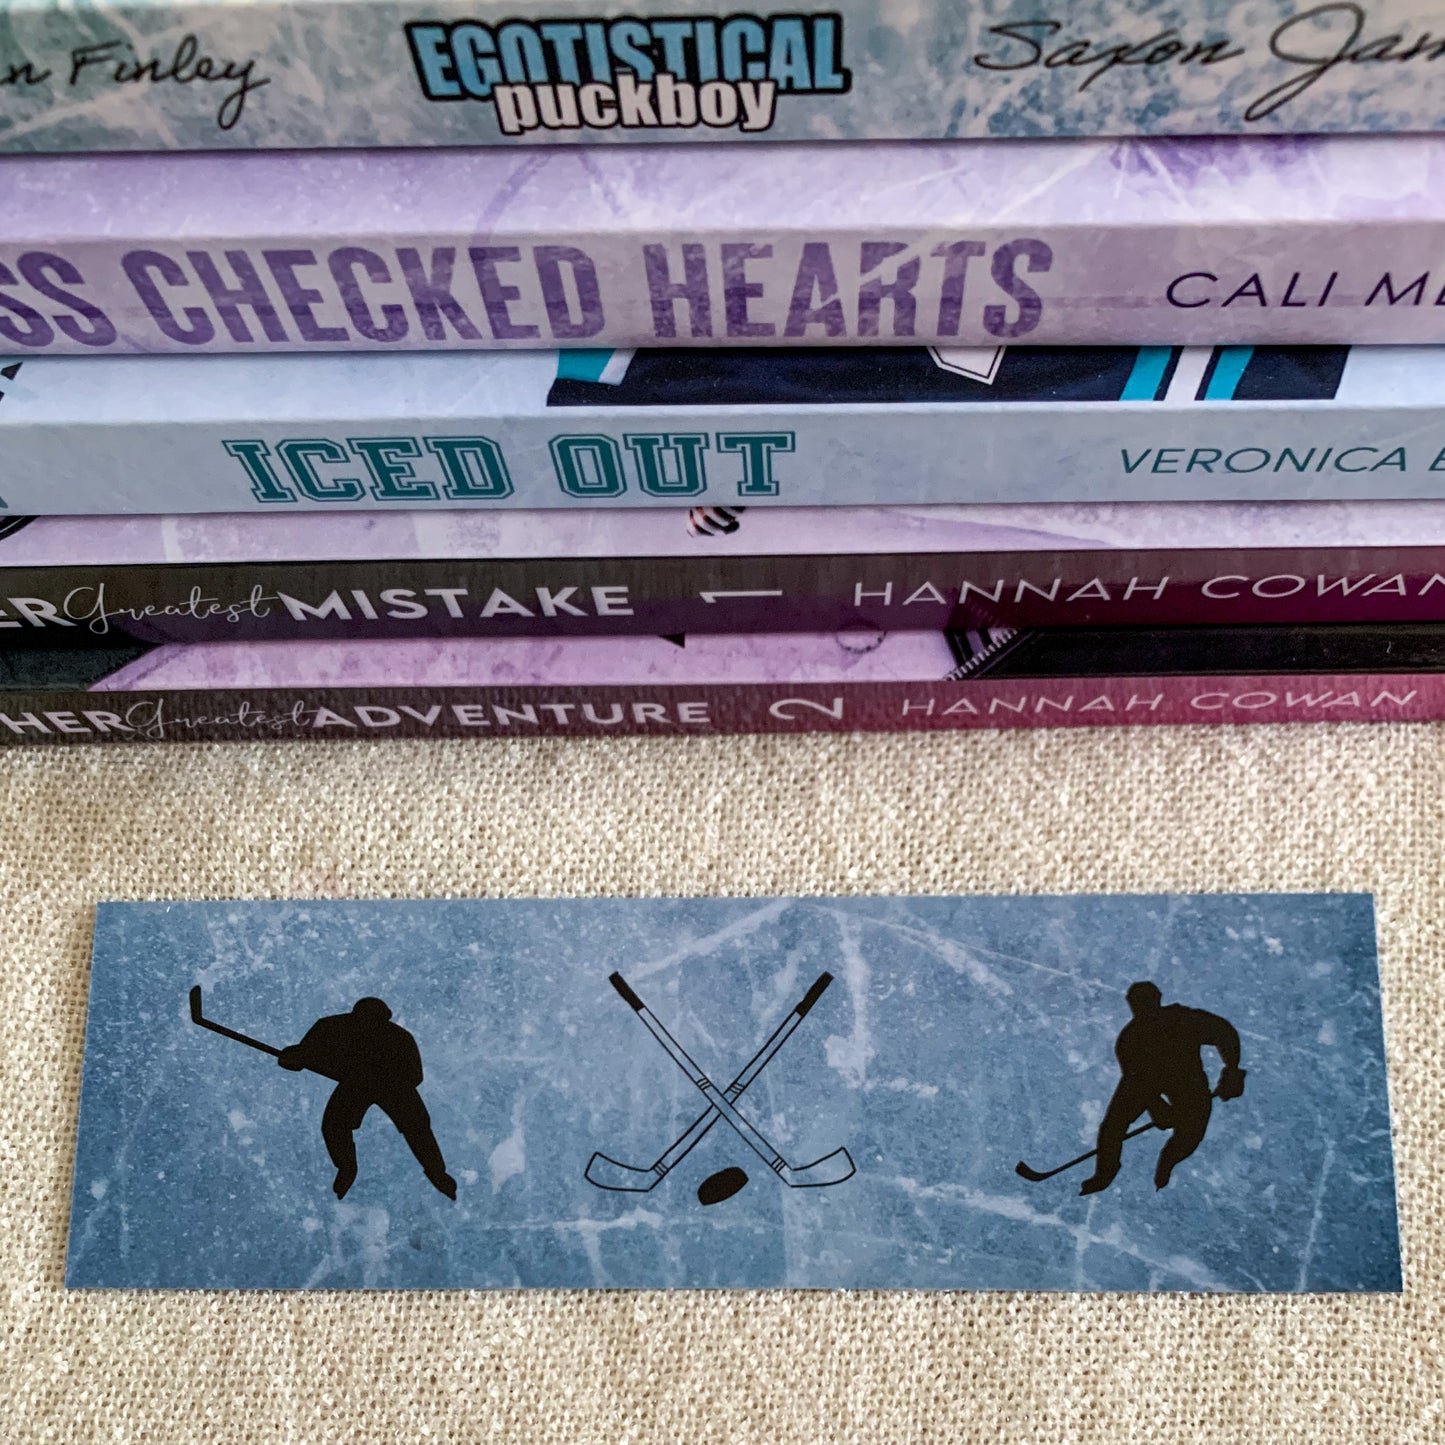 n Finley EGOTISTICAL puckboy Saxon Jam
SS CHECKED HEARTS CALI ME
ICED OUT VERONICA E
ER Greatest MISTAKE 1 HANNAH COWAN
HER Greatest ADVENTURE 2 HANNAH COWAN